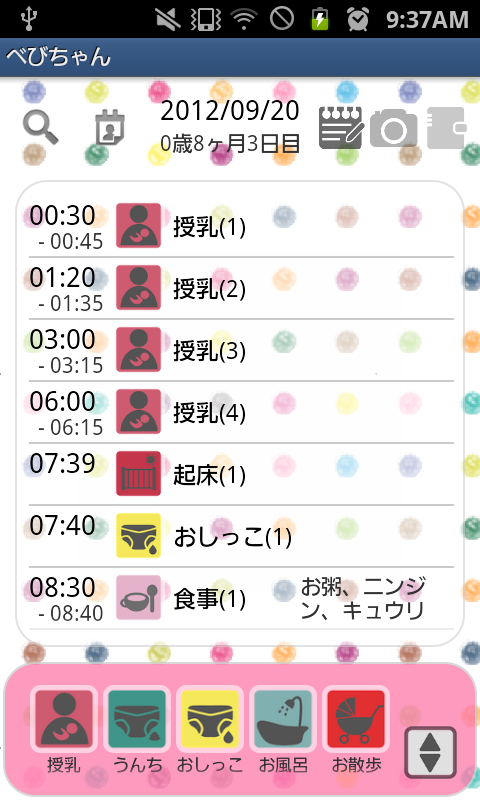 9:37AM
べびちゃん
2012/09/20
0歳8ヶ月3日目
00:30
- 00:45
授乳(1)
01:20
- 01:35
授乳(2)
03:00
- 03:15
授乳(3)
06:00
- 06:15
授乳(4)
07:39
起床(1)
07:40
おしっこ(1)
08:30
- 08:40
食事(1)
お粥、ニンジ
ン、キュウリ
授乳 うんち おしっこ お風呂 お散歩